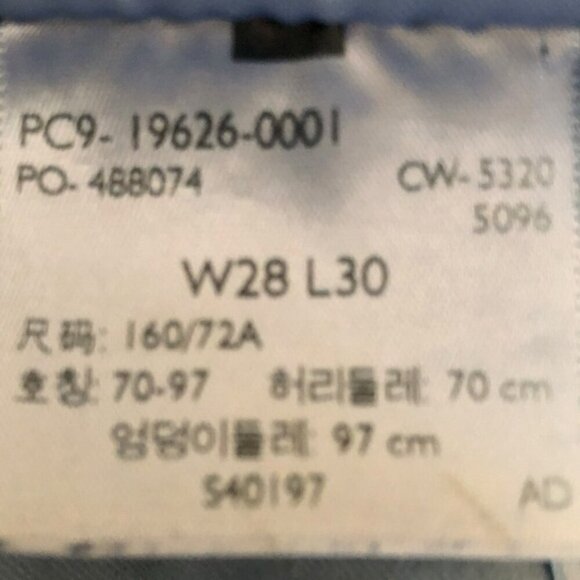 PC9- 19626-0001
PO- 488074 CW- 5320
5096
W28 L30
尺码: 160/72A
호칭: 70-97 허리둘레: 70 cm
엉덩이둘레: 97 cm
S40197 AD